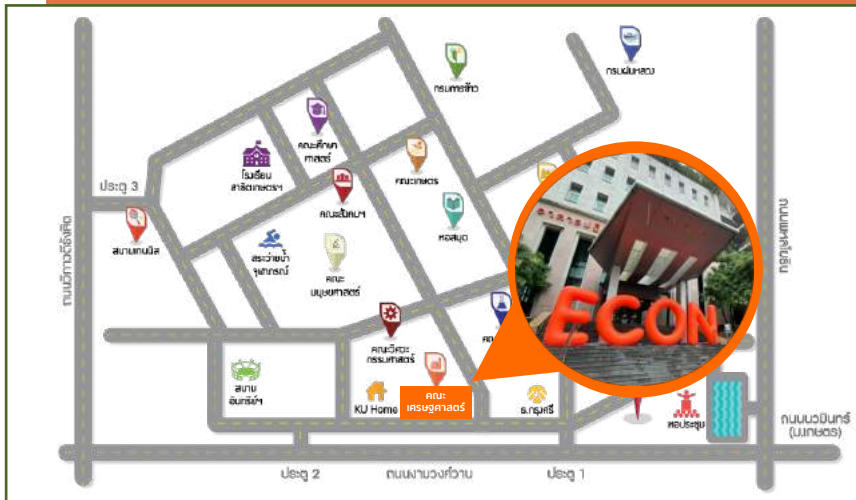 กรมฝนหลวง
กรมการข้าว
คณะศึกษา
ศาสตร์
โรงเรียน
สาธิตเกษตรฯ
คณะเกษตร
ประตู 3
คณะสังคมฯ
หอสมุด
สนามเทนนิส
สระว่ายน้ำ
จุฬาภรณ์
คณะ
มนุษยศาสตร์
ถนนวิภาวดีรังสิต
ถนนพหลโยธิน
ECON
คณะวิศวะ
กรรมศาสตร์
สนาม
อินทรีย์ฯ
KU Home
คณะ
เศรษฐศาสตร์
ธ.กรุงศรี
หอประชุม
ถนนนวมินทร์
(ม.เกษตร)
ประตู 2
ถนนงามวงศ์วาน
ประตู 1